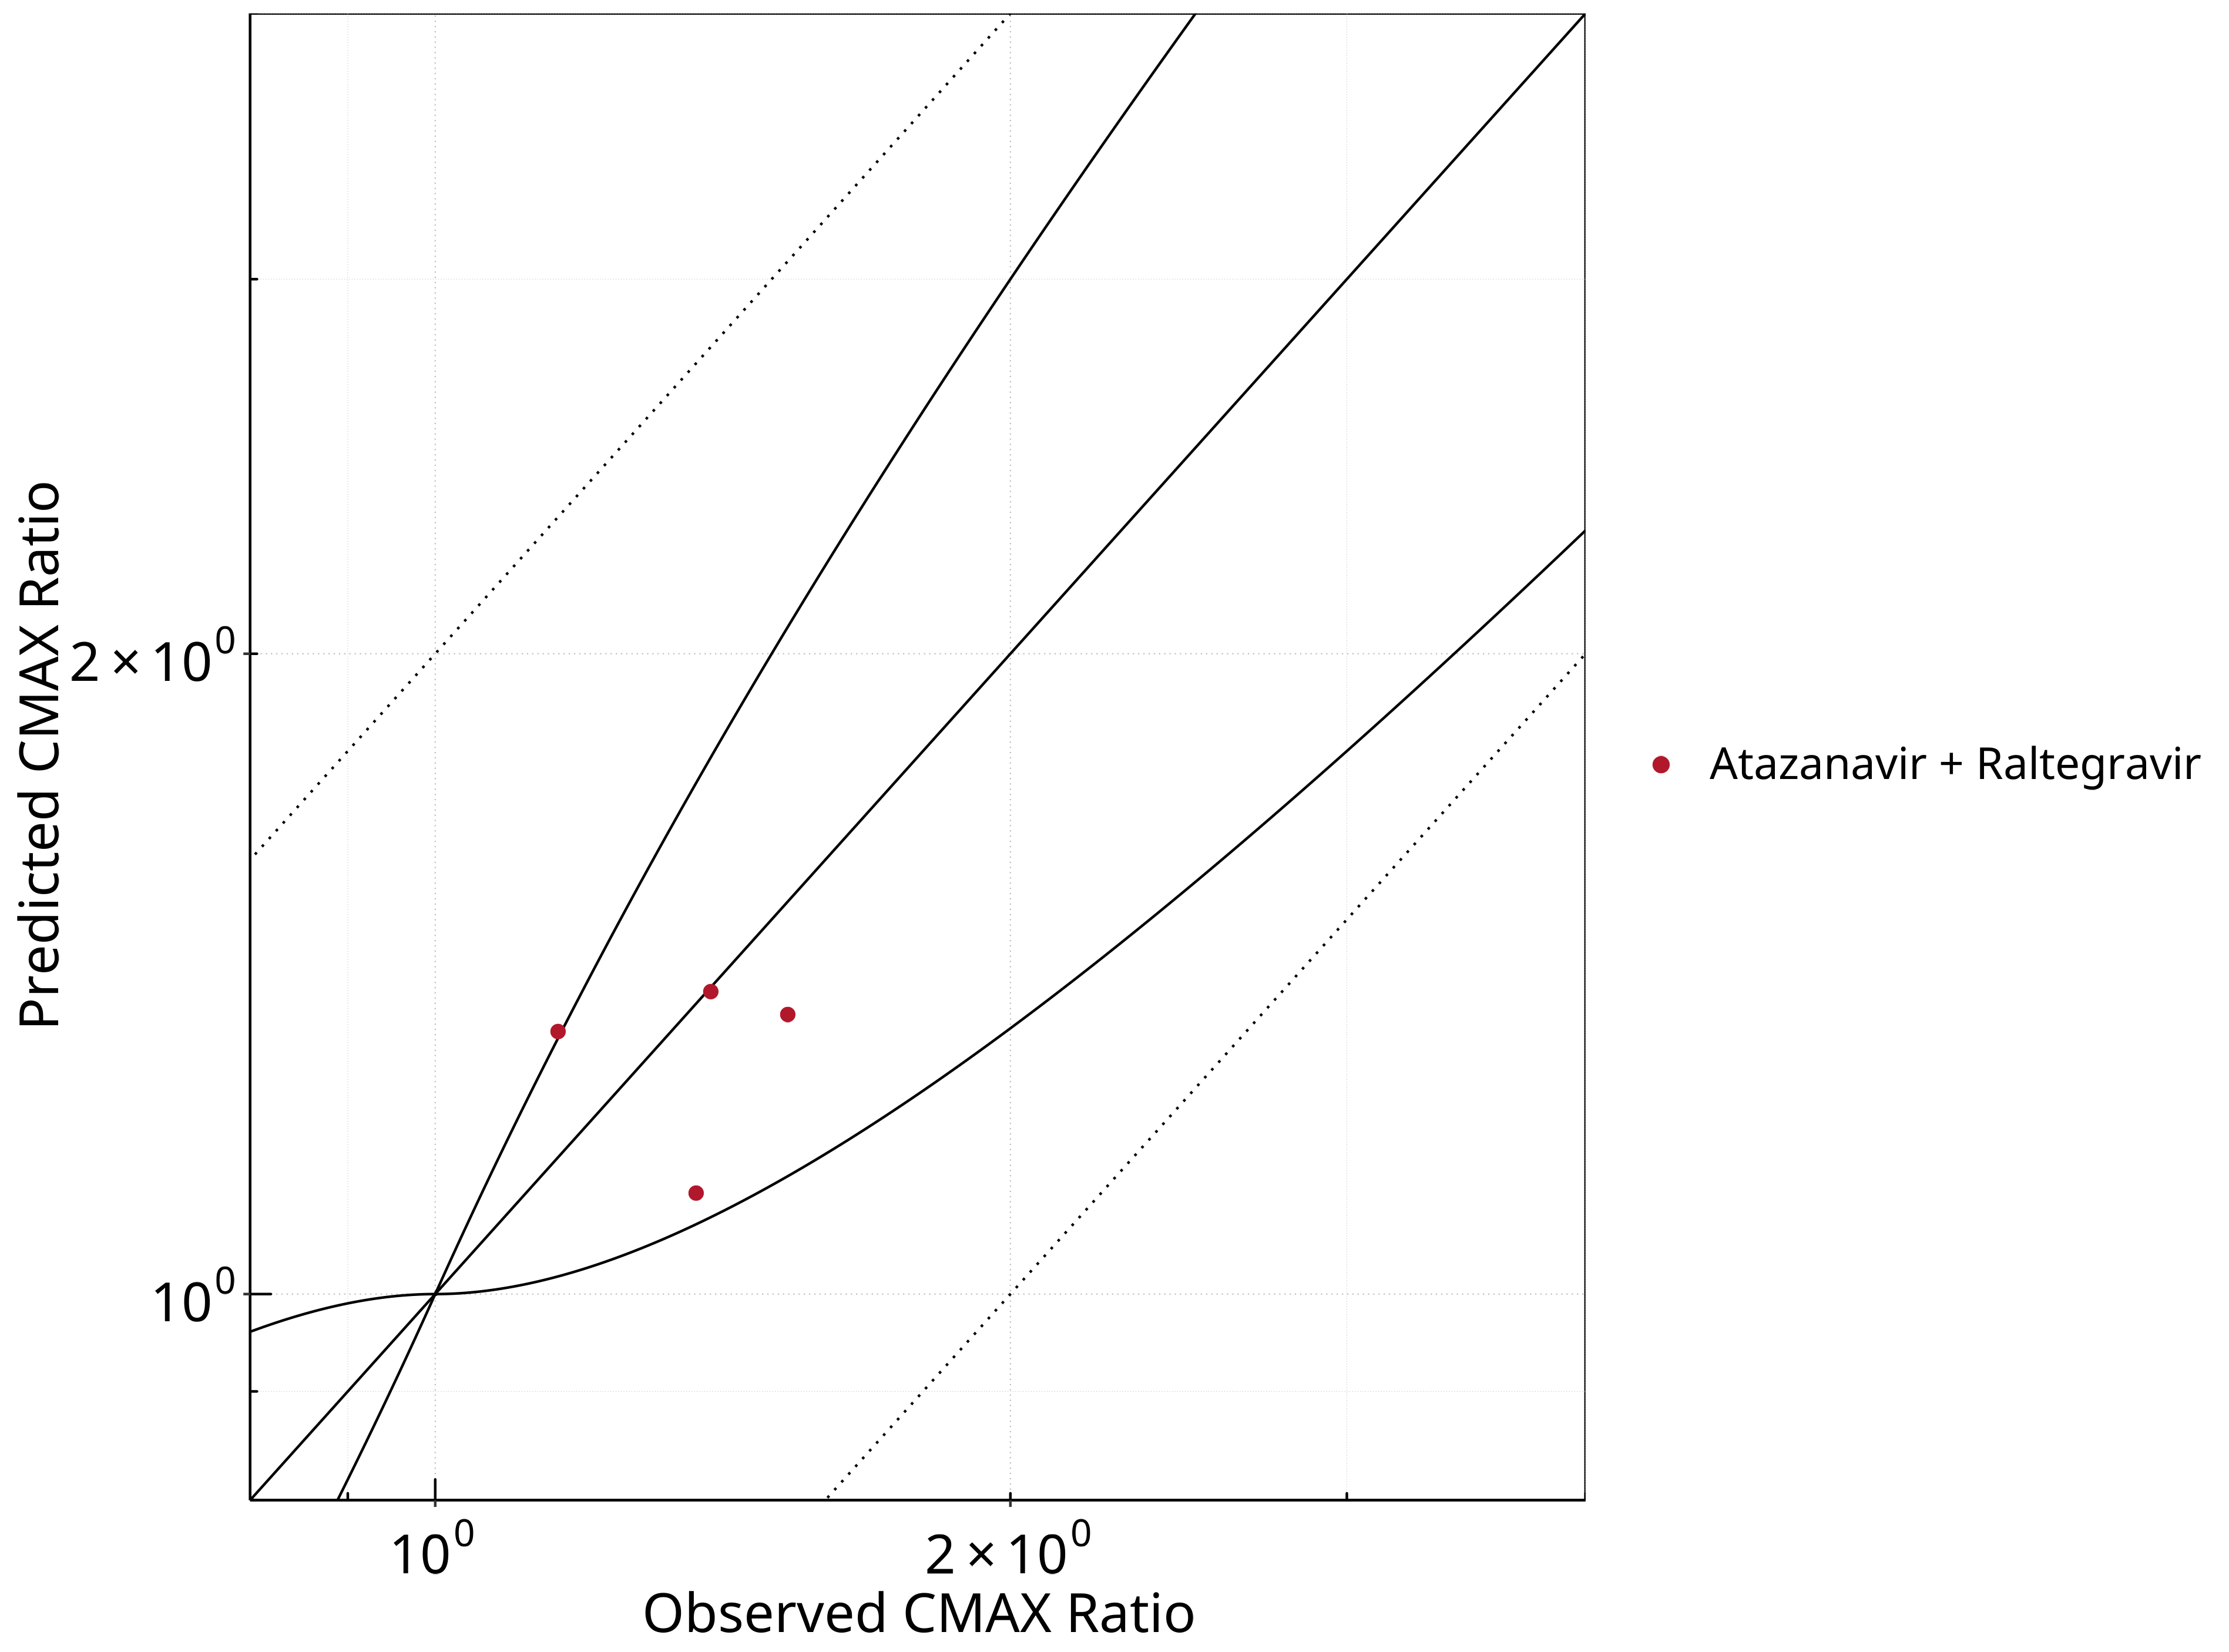 Predicted CMAX Ratio
2 × 10⁰
10⁰
10⁰
2 × 10⁰
Observed CMAX Ratio
Atazanavir + Raltegravir